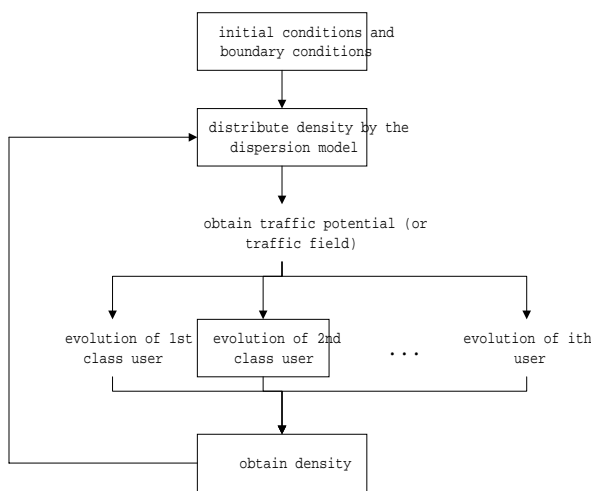 initial conditions and
boundary conditions
distribute density by the
dispersion model
obtain traffic potential (or
traffic field)
evolution of 1st
class user
evolution of 2nd
class user
...
evolution of ith
user
obtain density